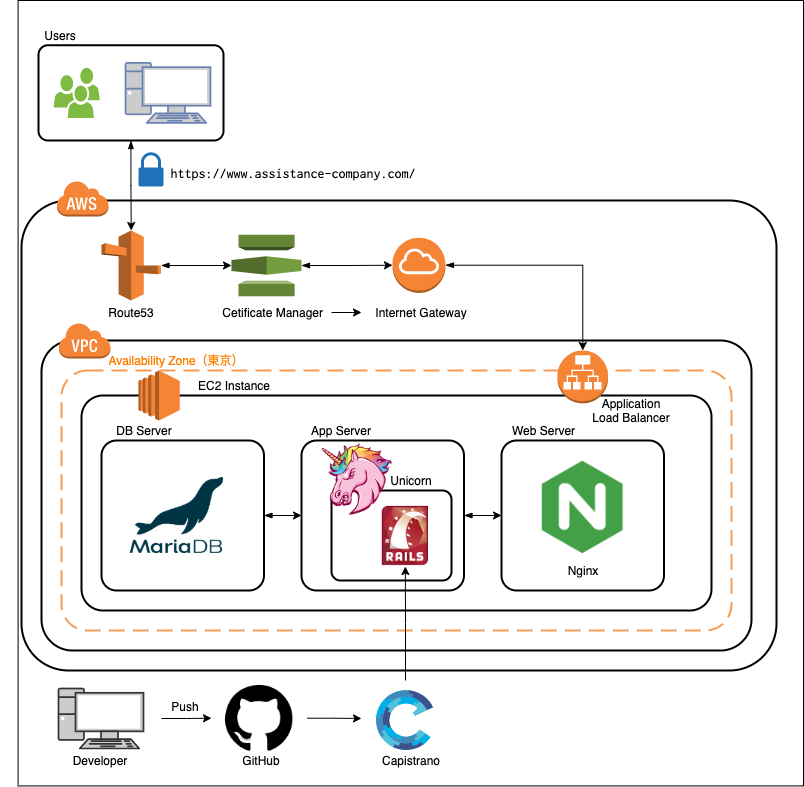 Users
https://www.assistance-company.com/
AWS
Route53
Cetificate Manager
Internet Gateway
VPC
Availability Zone（東京）
EC2 Instance
Application
Load Balancer
DB Server
App Server
Web Server
Unicorn
MariaDB
RAILS
N
Nginx
Push
Developer
GitHub
Capistrano